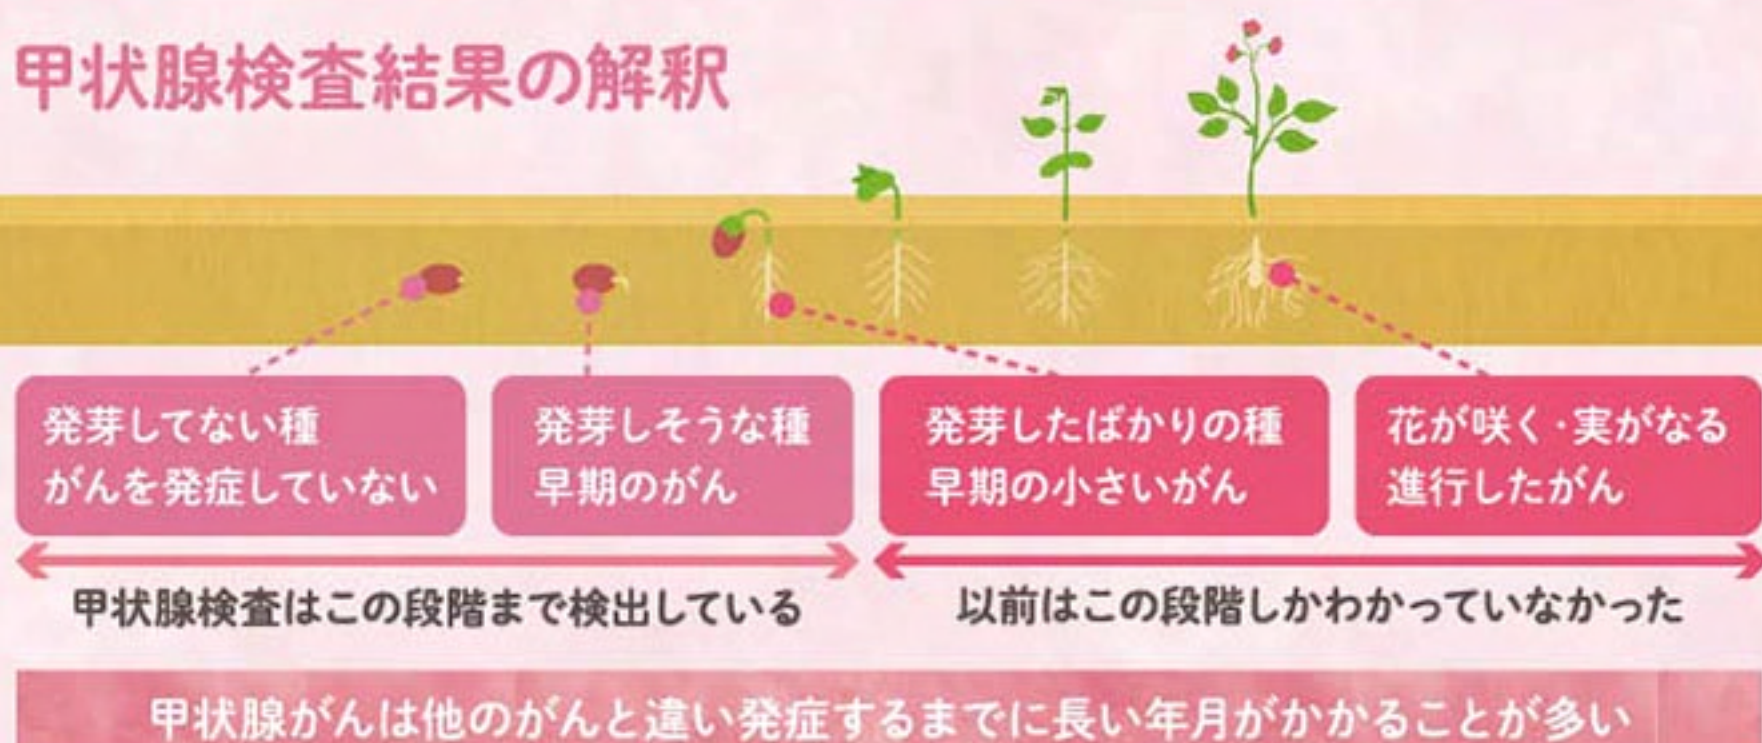 甲状腺検査結果の解釈
発芽してない種
がんを発症していない
発芽しそうな種
早期のがん
発芽したばかりの種
早期の小さいがん
花が咲く・実がなる
進行したがん
甲状腺検査はこの段階まで検出している
以前はこの段階しかわかっていなかった
甲状腺がんは他のがんと違い発症するまでに長い年月がかかることが多い